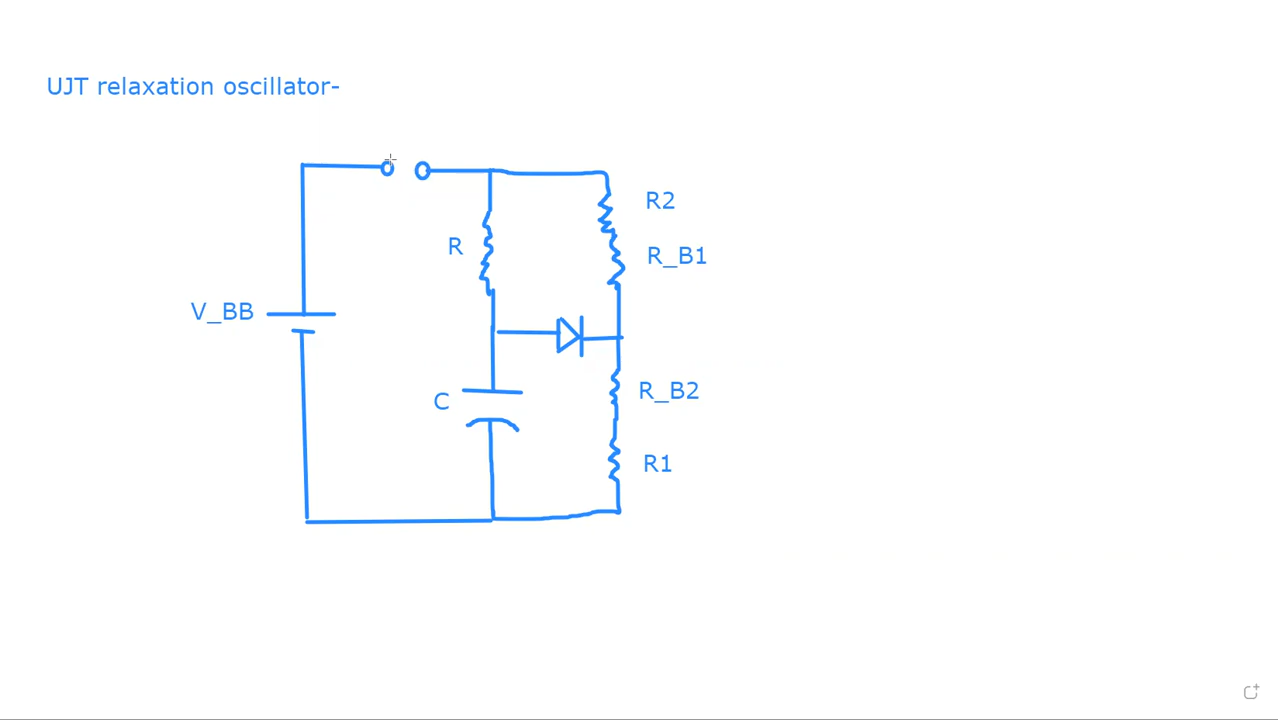 UJT relaxation oscillator-
R2
R
R_B1
V_BB
C
R_B2
R1